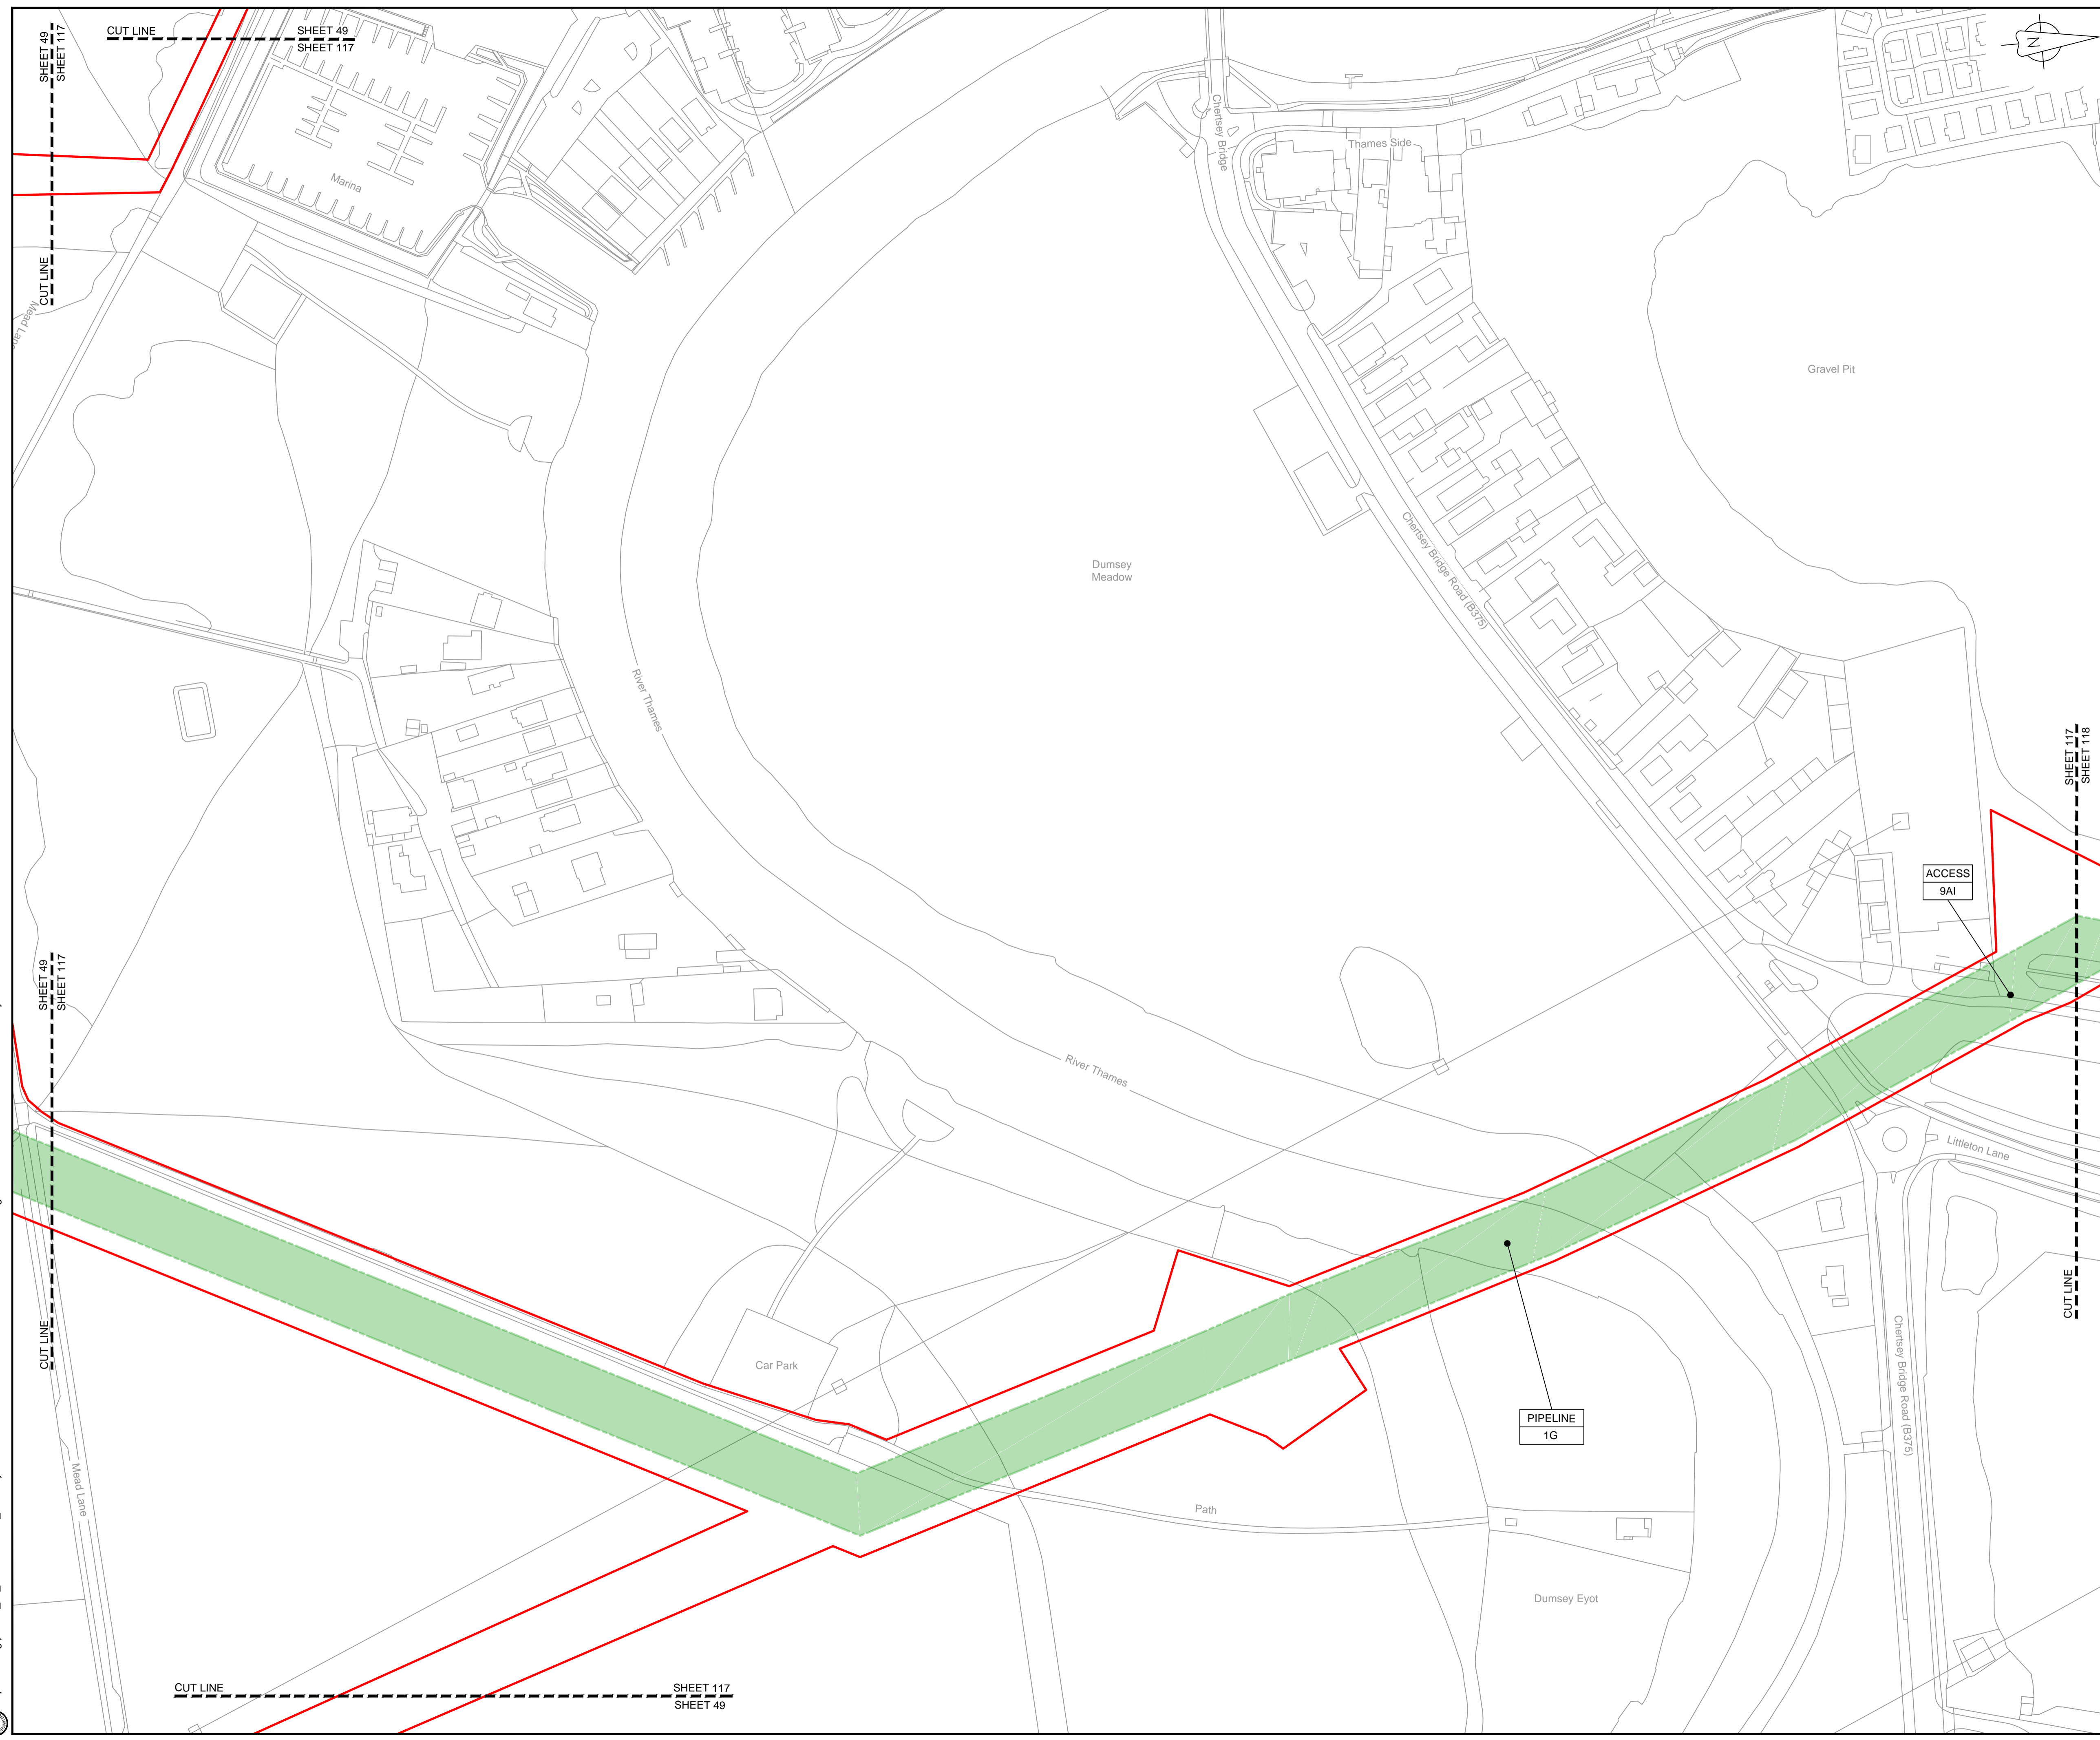 CUT LINE
SHEET 49
SHEET 117
SHEET 49
SHEET 117
CUT LINE
N
Chertsey Bridge
Thames Side
Marina
Mead Lane
Gravel Pit
Dumsey
Meadow
Chertsey Bridge Road (B375)
River Thames
SHEET 117
SHEET 118
ACCESS
9AI
SHEET 49
SHEET 117
River Thames
Littleton Lane
CUT LINE
CUT LINE
Car Park
Chertsey Bridge Road (B375)
PIPELINE
1G
Mead Lane
Path
Dumsey Eyot
CUT LINE
SHEET 117
SHEET 49